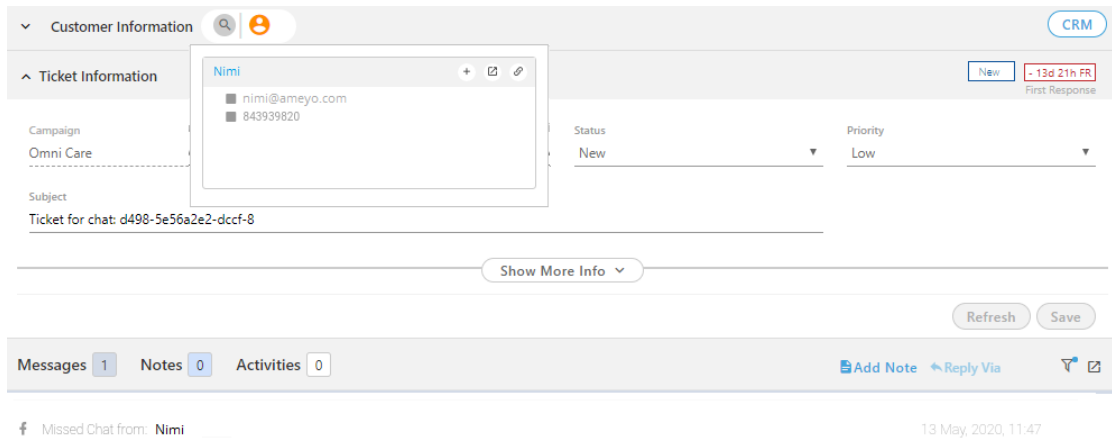 Customer Information
CRM
Ticket Information
New
- 13d 21h FR
First Response
Nimi
nimi@ameyo.com
843939820
Campaign
Omni Care
Status
New
Priority
Low
Subject
Ticket for chat: d498-5e56a2e2-dccf-8
Show More Info
Refresh
Save
Messages 1 Notes 0 Activities 0
Add Note Reply Via
Missed Chat from: Nimi
13 May, 2020, 11:47